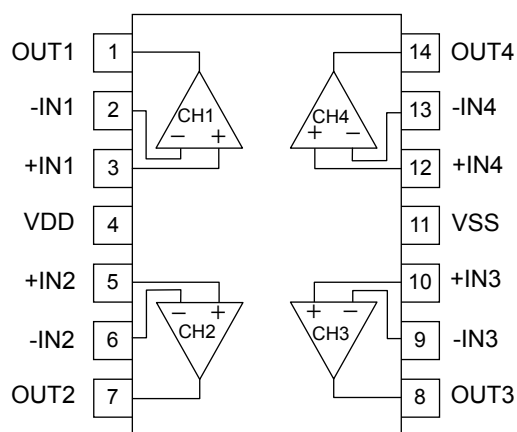 OUT1 1 14 OUT4
-IN1 2 13 -IN4
CH1 CH4
− + + −
+IN1 3 12 +IN4
VDD 4 11 VSS
+IN2 5 10 +IN3
− + + −
CH2 CH3
-IN2 6 9 -IN3
OUT2 7 8 OUT3